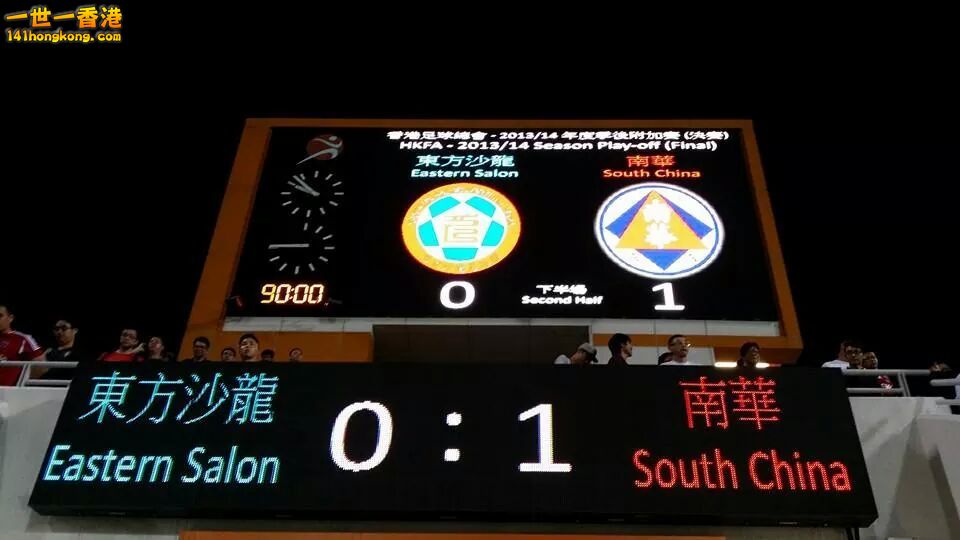 一世一香港
141hongkong.com
香港足球總會 - 2013/14 年度季後附加賽 (決賽)
HKFA - 2013/14 Season Play-off (Final)
東方沙龍 南華
Eastern Salon South China
90:00 0 下半場 1
Second Half
東方沙龍 0 : 1 南華
Eastern Salon South China